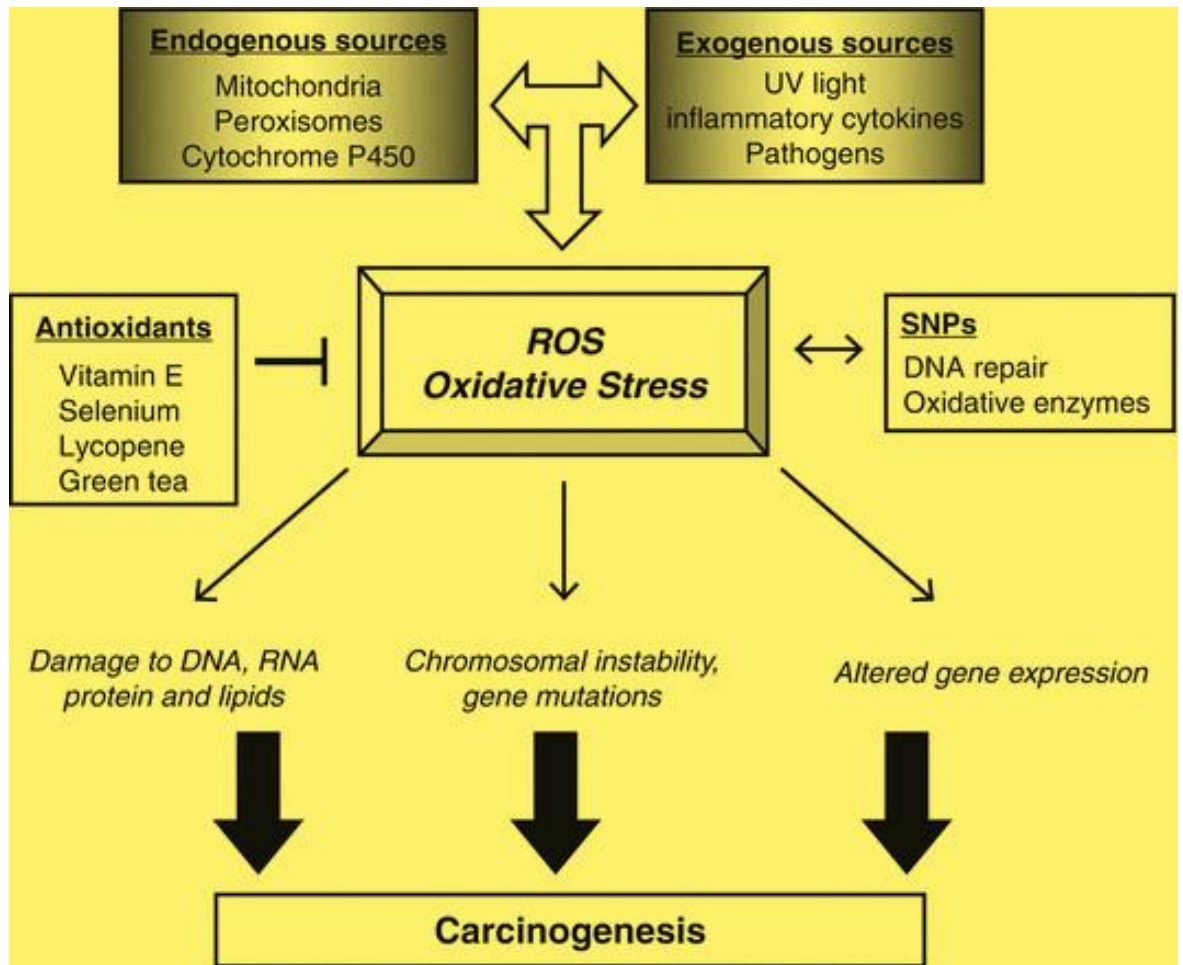 Endogenous sources
Mitochondria
Peroxisomes
Cytochrome P450
Exogenous sources
UV light
inflammatory cytokines
Pathogens
Antioxidants
Vitamin E
Selenium
Lycopene
Green tea
ROS
Oxidative Stress
SNPs
DNA repair
Oxidative enzymes
Damage to DNA, RNA
protein and lipids
Chromosomal instability,
gene mutations
Altered gene expression
Carcinogenesis